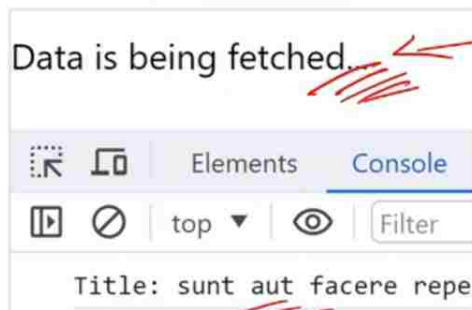 Data is being fetched...
Elements Console
top Filter
Title: sunt aut facere repe